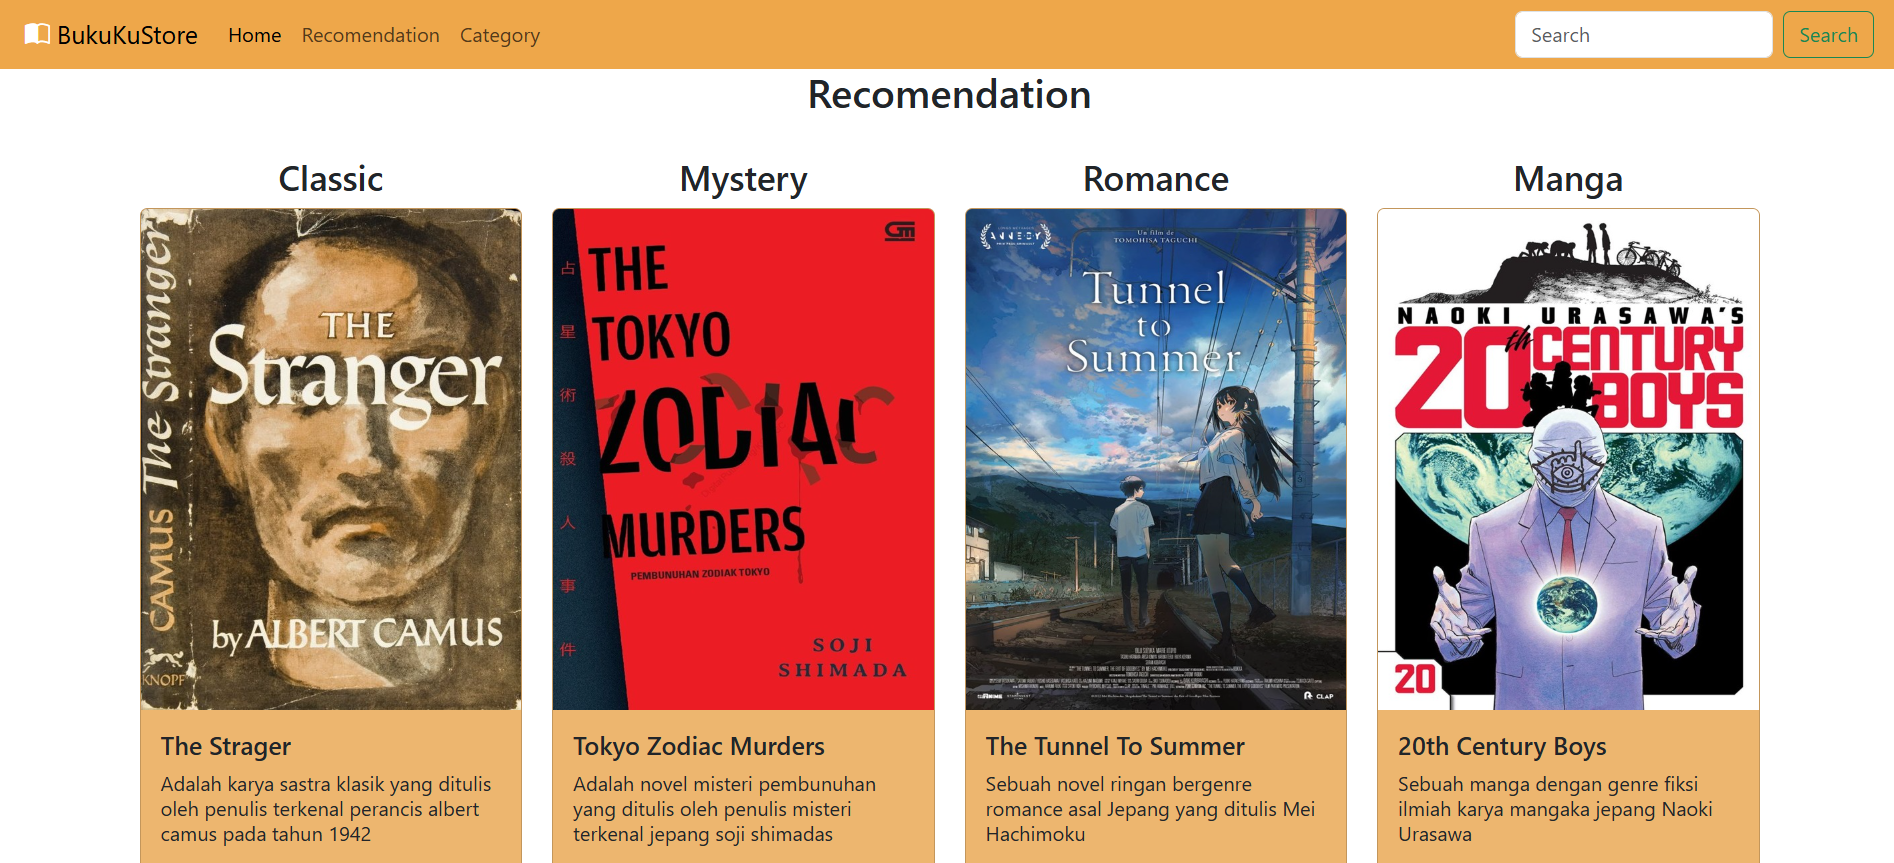 BukuKuStore Home Recomendation Category Search Search
Recomendation
Classic
Mystery
Romance
Manga
CAMUS The Stranger
KNOPF
THE
Stranger
by ALBERT CAMUS
占星術殺人事件
GM
THE
TOKYO
ZODIAC
MURDERS
PEMBUNUHAN ZODIAK TOKYO
SOJI
SHIMADA
ANNECY
Un film de
TOMOHISA TAGUCHI
Tunnel
to
Summer
CLAP
NAOKI URASAWA'S
20th CENTURY
BOYS
20
The Strager
Adalah karya sastra klasik yang ditulis
oleh penulis terkenal perancis albert
camus pada tahun 1942
Tokyo Zodiac Murders
Adalah novel misteri pembunuhan
yang ditulis oleh penulis misteri
terkenal jepang soji shimadas
The Tunnel To Summer
Sebuah novel ringan bergenre
romance asal Jepang yang ditulis Mei
Hachimoku
20th Century Boys
Sebuah manga dengan genre fiksi
ilmiah karya mangaka jepang Naoki
Urasawa